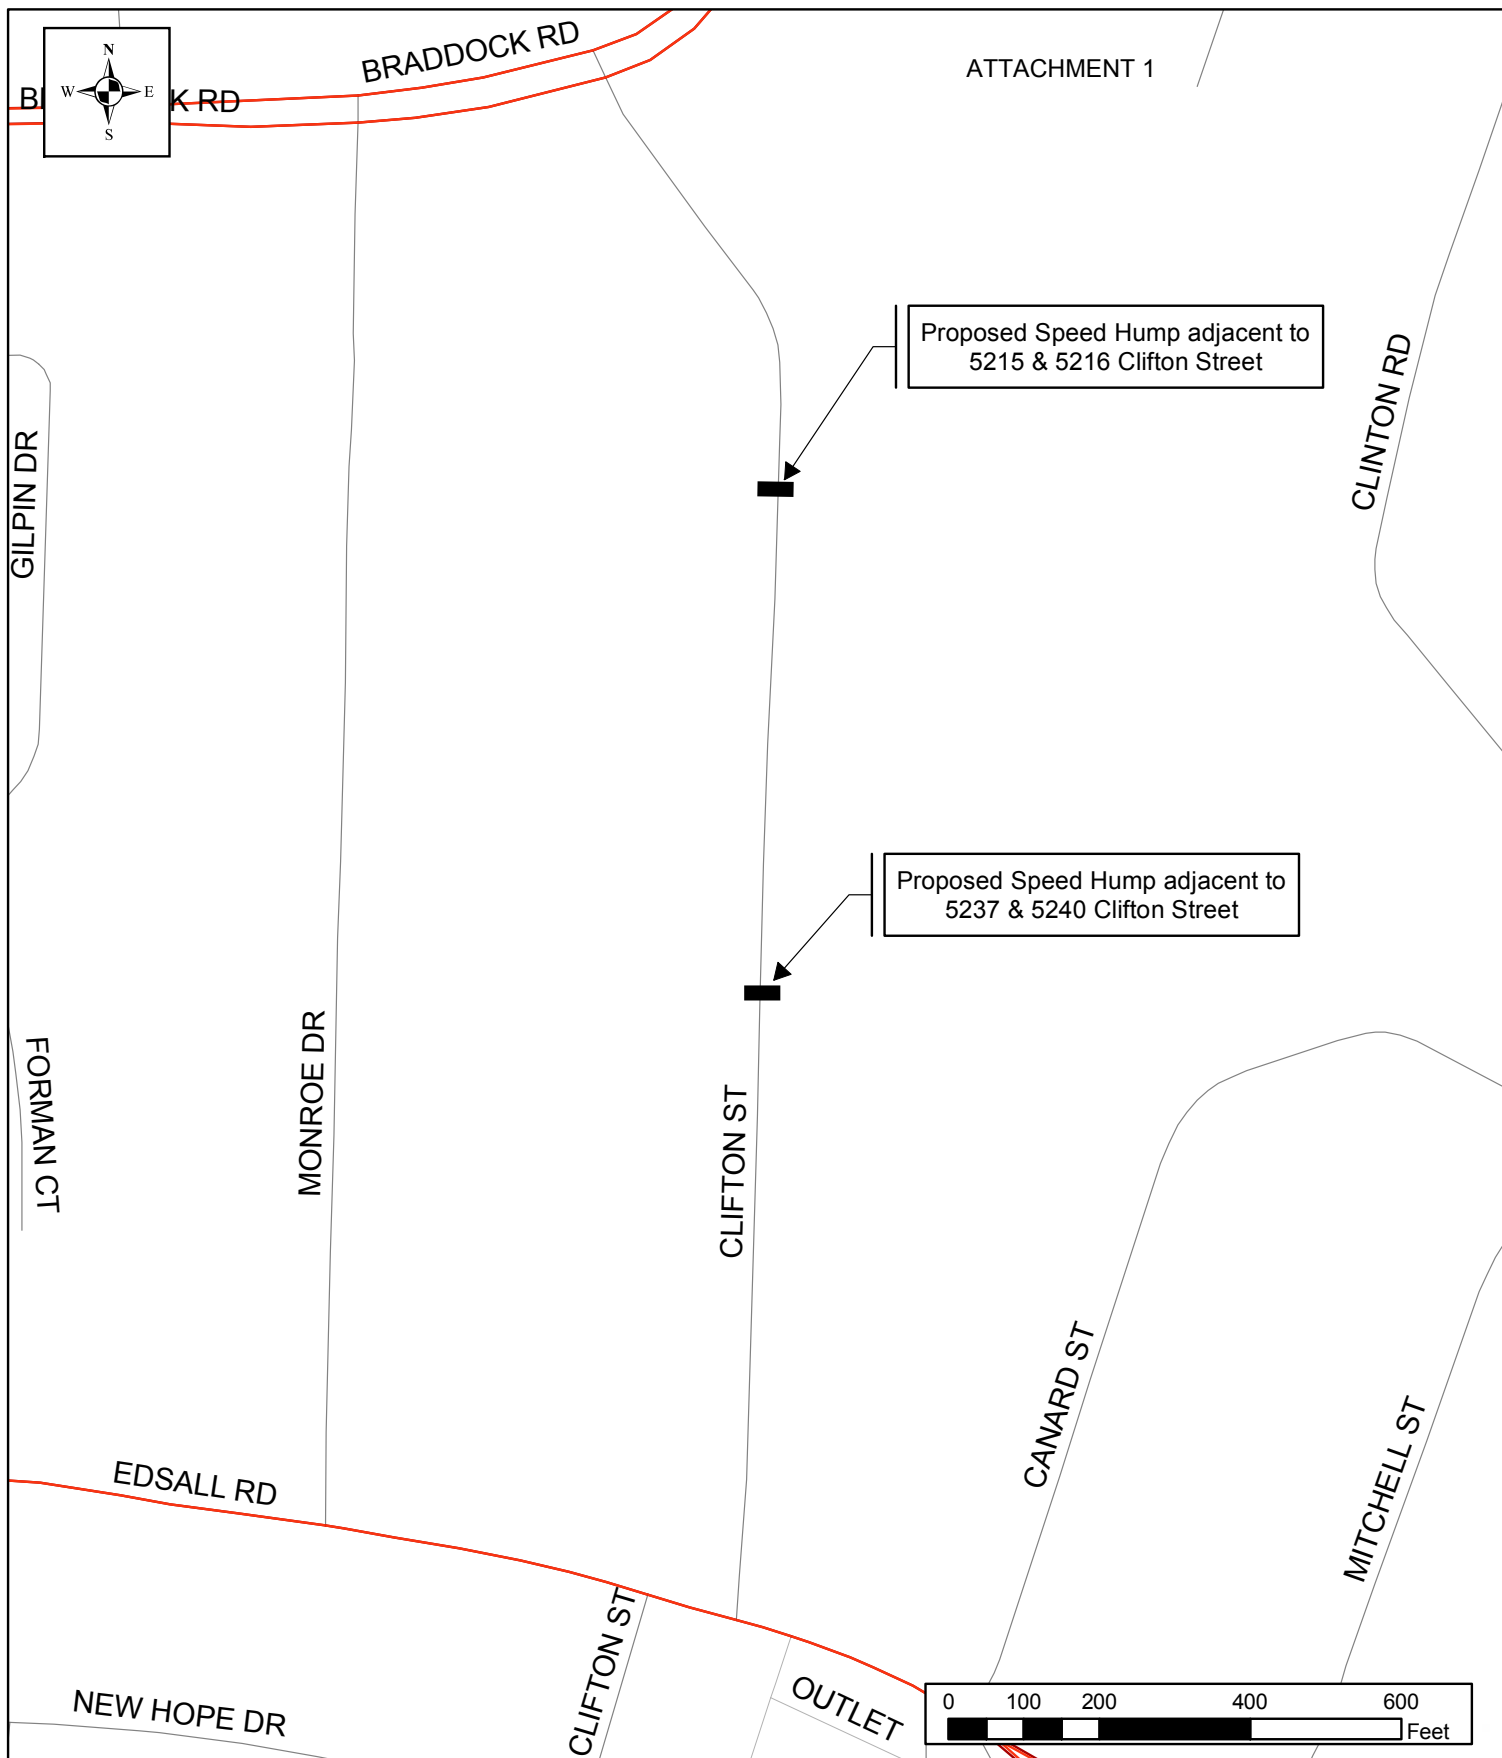 BRADDOCK RD
ATTACHMENT 1
N
W E
S
K RD
Proposed Speed Hump adjacent to
5215 & 5216 Clifton Street
CLINTON RD
GILPIN DR
Proposed Speed Hump adjacent to
5237 & 5240 Clifton Street
FORMAN CT
MONROE DR
CLIFTON ST
CANARD ST
MITCHELL ST
EDSALL RD
CLIFTON ST
NEW HOPE DR
OUTLET
0 100 200 400 600
Feet